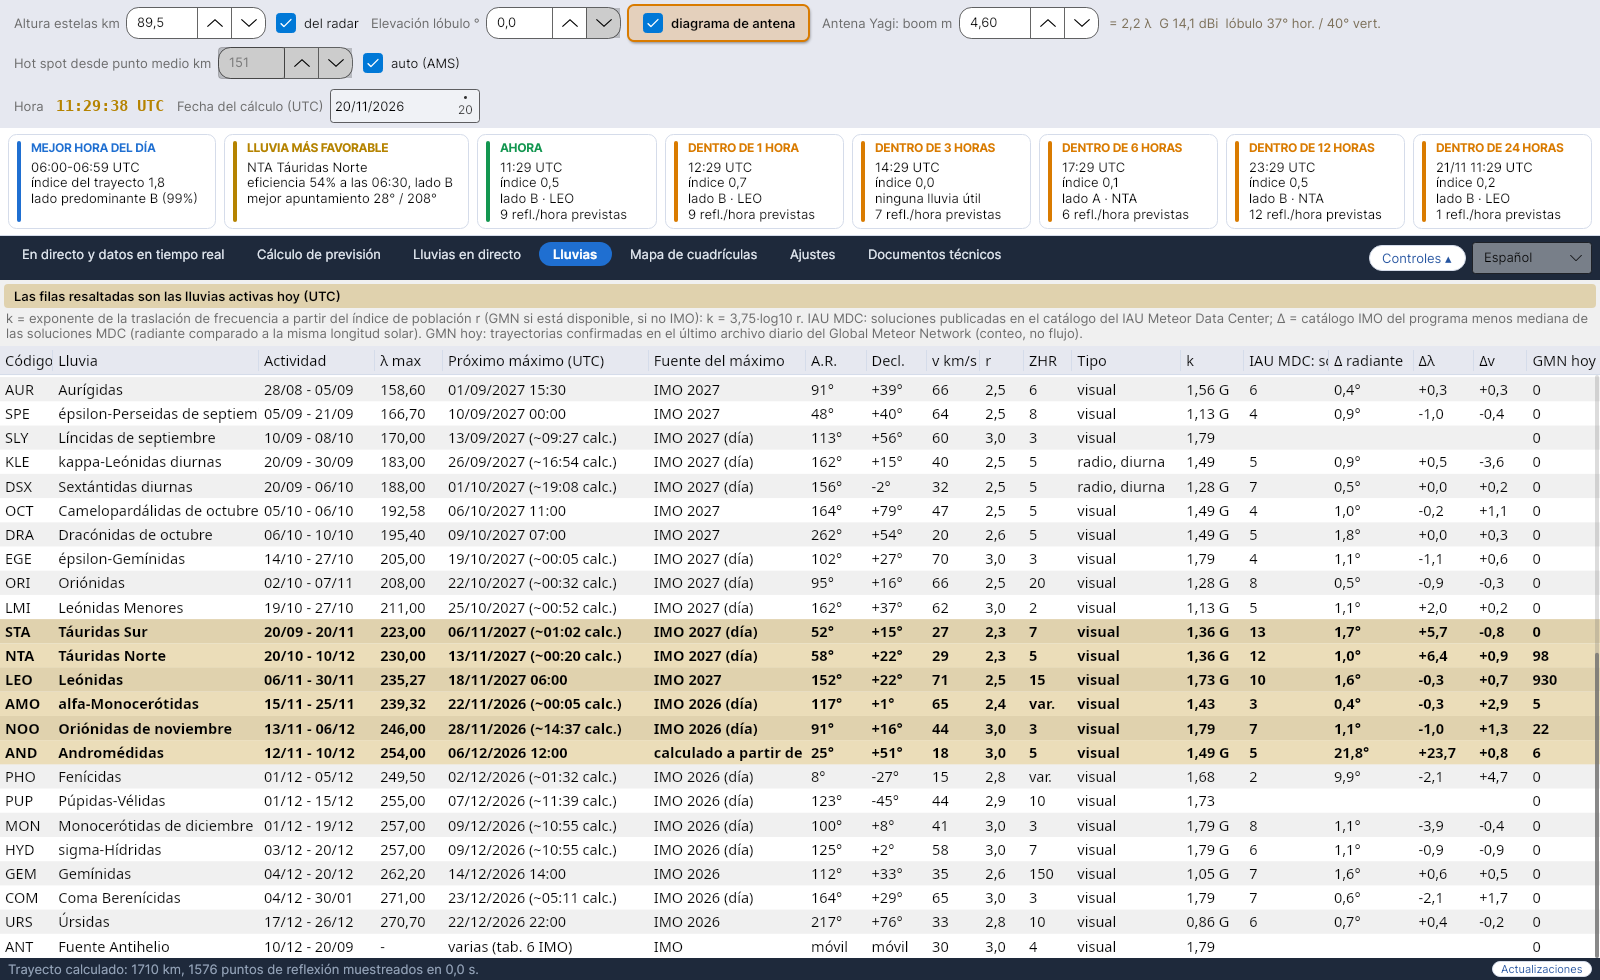 Altura estelas km 89,5 del radar Elevación lóbulo ° 0,0 diagrama de antena Antena Yagi: boom m 4,60 = 2,2 λ G 14,1 dBi lóbulo 37° hor. / 40° vert.
Hot spot desde punto medio km 151 auto (AMS)
Hora 11:29:38 UTC Fecha del cálculo (UTC) 20/11/2026 20
MEJOR HORA DEL DÍA
06:00-06:59 UTC
índice del trayecto 1,8
lado predominante B (99%)
LLUVIA MÁS FAVORABLE
NTA Táuridas Norte
eficiencia 54% a las 06:30, lado B
mejor apuntamiento 28° / 208°
AHORA
11:29 UTC
índice 0,5
lado B · LEO
9 refl./hora previstas
DENTRO DE 1 HORA
12:29 UTC
índice 0,7
lado B · LEO
9 refl./hora previstas
DENTRO DE 3 HORAS
14:29 UTC
índice 0,0
ninguna lluvia útil
7 refl./hora previstas
DENTRO DE 6 HORAS
17:29 UTC
índice 0,1
lado A · NTA
6 refl./hora previstas
DENTRO DE 12 HORAS
23:29 UTC
índice 0,5
lado B · NTA
12 refl./hora previstas
DENTRO DE 24 HORAS
21/11 11:29 UTC
índice 0,2
lado B · LEO
1 refl./hora previstas
En directo y datos en tiempo real Cálculo de previsión Lluvias en directo Lluvias Mapa de cuadrículas Ajustes Documentos técnicos Controles ▴ Español
Las filas resaltadas son las lluvias activas hoy (UTC)
k = exponente de la traslación de frecuencia a partir del índice de población r (GMN si está disponible, si no IMO): k = 3,75·log10 r. IAU MDC: soluciones publicadas en el catálogo del IAU Meteor Data Center; Δ = catálogo IMO del programa menos mediana de
las soluciones MDC (radiante comparado a la misma longitud solar). GMN hoy: trayectorias confirmadas en el último archivo diario del Global Meteor Network (conteo, no flujo).
Código Lluvia Actividad λ max Próximo máximo (UTC) Fuente del máximo A.R. Decl. v km/s r ZHR Tipo k IAU MDC: so Δ radiante Δλ Δv GMN hoy
AUR Aurígidas 28/08 - 05/09 158,60 01/09/2027 15:30 IMO 2027 91° +39° 66 2,5 6 visual 1,56 G 6 0,4° +0,3 +0,3 0
SPE épsilon-Perseidas de septiem 05/09 - 21/09 166,70 10/09/2027 00:00 IMO 2027 48° +40° 64 2,5 8 visual 1,13 G 4 0,9° -1,0 -0,4 0
SLY Líncidas de septiembre 10/09 - 08/10 170,00 13/09/2027 (~09:27 calc.) IMO 2027 (día) 113° +56° 60 3,0 3 visual 1,79 0
KLE kappa-Leónidas diurnas 20/09 - 30/09 183,00 26/09/2027 (~16:54 calc.) IMO 2027 (día) 162° +15° 40 2,5 5 radio, diurna 1,49 5 0,9° +0,5 -3,6 0
DSX Sextántidas diurnas 20/09 - 06/10 188,00 01/10/2027 (~19:08 calc.) IMO 2027 (día) 156° -2° 32 2,5 5 radio, diurna 1,28 G 7 0,5° +0,0 +0,2 0
OCT Camelopardálidas de octubre 05/10 - 06/10 192,58 06/10/2027 11:00 IMO 2027 164° +79° 47 2,5 5 visual 1,49 G 4 1,0° -0,2 +1,1 0
DRA Dracónidas de octubre 06/10 - 10/10 195,40 09/10/2027 07:00 IMO 2027 262° +54° 20 2,6 5 visual 1,49 G 5 1,8° +0,0 +0,3 0
EGE épsilon-Gemínidas 14/10 - 27/10 205,00 19/10/2027 (~00:05 calc.) IMO 2027 (día) 102° +27° 70 3,0 3 visual 1,79 4 1,1° -1,1 +0,6 0
ORI Oriónidas 02/10 - 07/11 208,00 22/10/2027 (~00:32 calc.) IMO 2027 (día) 95° +16° 66 2,5 20 visual 1,28 G 8 0,5° -0,9 -0,3 0
LMI Leónidas Menores 19/10 - 27/10 211,00 25/10/2027 (~00:52 calc.) IMO 2027 (día) 162° +37° 62 3,0 2 visual 1,13 G 5 1,1° +2,0 +0,2 0
STA Táuridas Sur 20/09 - 20/11 223,00 06/11/2027 (~01:02 calc.) IMO 2027 (día) 52° +15° 27 2,3 7 visual 1,36 G 13 1,7° +5,7 -0,8 0
NTA Táuridas Norte 20/10 - 10/12 230,00 13/11/2027 (~00:20 calc.) IMO 2027 (día) 58° +22° 29 2,3 5 visual 1,36 G 12 1,0° +6,4 +0,9 98
LEO Leónidas 06/11 - 30/11 235,27 18/11/2027 06:00 IMO 2027 152° +22° 71 2,5 15 visual 1,73 G 10 1,6° -0,3 +0,7 930
AMO alfa-Monocerótidas 15/11 - 25/11 239,32 22/11/2026 (~00:05 calc.) IMO 2026 (día) 117° +1° 65 2,4 var. visual 1,43 3 0,4° -0,3 +2,9 5
NOO Oriónidas de noviembre 13/11 - 06/12 246,00 28/11/2026 (~14:37 calc.) IMO 2026 (día) 91° +16° 44 3,0 3 visual 1,79 7 1,1° -1,0 +1,3 22
AND Andromédidas 12/11 - 10/12 254,00 06/12/2026 12:00 calculado a partir de 25° +51° 18 3,0 5 visual 1,49 G 5 21,8° +23,7 +0,8 6
PHO Fenícidas 01/12 - 05/12 249,50 02/12/2026 (~01:32 calc.) IMO 2026 (día) 8° -27° 15 2,8 var. visual 1,68 2 9,9° -2,1 +4,7 0
PUP Púpidas-Vélidas 01/12 - 15/12 255,00 07/12/2026 (~11:39 calc.) IMO 2026 (día) 123° -45° 44 2,9 10 visual 1,73 0
MON Monocerótidas de diciembre 01/12 - 19/12 257,00 09/12/2026 (~10:55 calc.) IMO 2026 (día) 100° +8° 41 3,0 3 visual 1,79 G 8 1,1° -3,9 -0,4 0
HYD sigma-Hídridas 03/12 - 20/12 257,00 09/12/2026 (~10:55 calc.) IMO 2026 (día) 125° +2° 58 3,0 7 visual 1,79 G 6 1,1° -0,9 -0,9 0
GEM Gemínidas 04/12 - 20/12 262,20 14/12/2026 14:00 IMO 2026 112° +33° 35 2,6 150 visual 1,05 G 7 1,6° +0,6 +0,5 0
COM Coma Berenícidas 04/12 - 30/01 271,00 23/12/2026 (~05:11 calc.) IMO 2026 (día) 164° +29° 65 3,0 3 visual 1,79 7 0,6° -2,1 +1,7 0
URS Úrsidas 17/12 - 26/12 270,70 22/12/2026 22:00 IMO 2026 217° +76° 33 2,8 10 visual 0,86 G 6 0,7° +0,4 -0,2 0
ANT Fuente Antihelio 10/12 - 20/09 - varias (tab. 6 IMO) IMO móvil móvil 30 3,0 4 visual 1,79 0
Trayecto calculado: 1710 km, 1576 puntos de reflexión muestreados en 0,0 s. Actualizaciones